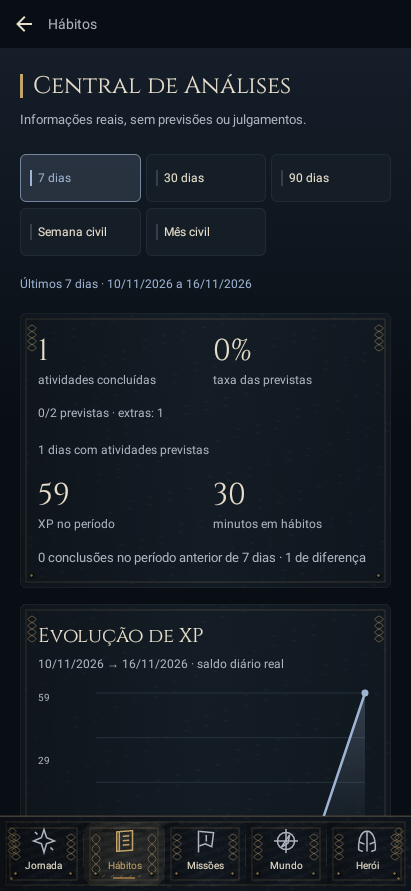 Hábitos
Central de Análises
Informações reais, sem previsões ou julgamentos.
7 dias
30 dias
90 dias
Semana civil
Mês civil
Últimos 7 dias · 10/11/2026 a 16/11/2026
1
0%
atividades concluídas
taxa das previstas
0/2 previstas · extras: 1
1 dias com atividades previstas
59
30
XP no período
minutos em hábitos
0 conclusões no período anterior de 7 dias · 1 de diferença
Evolução de XP
10/11/2026 → 16/11/2026 · saldo diário real
59
29
Jornada
Hábitos
Missões
Mundo
Herói